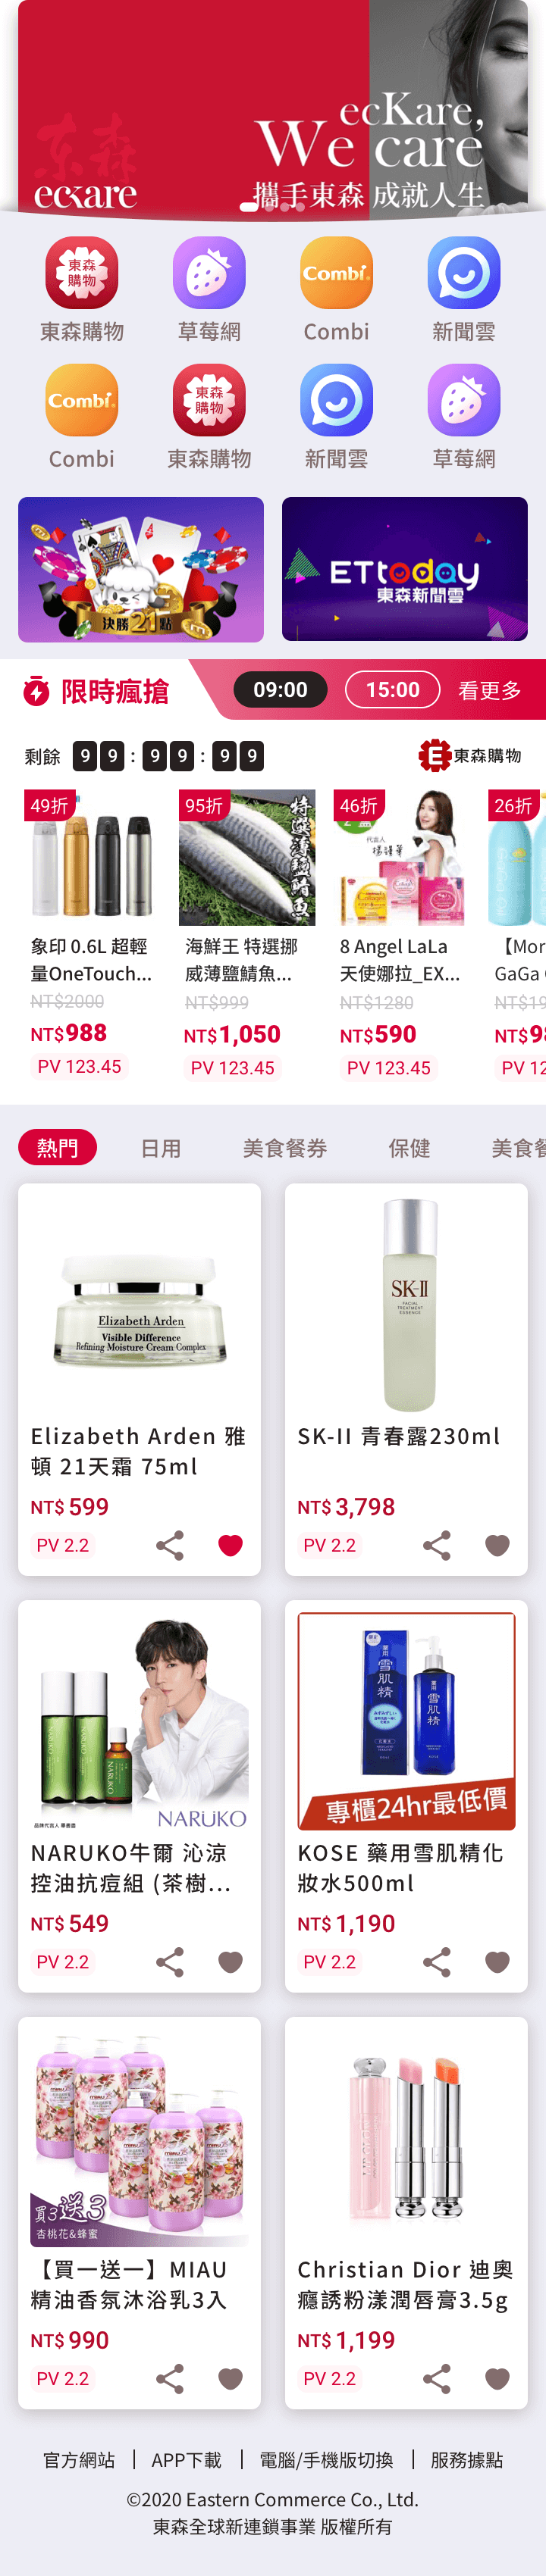 ecKare,
We care
东森
eckare
攜手東森 成就人生
東森
購物
Combi
東森購物
草莓網
Combi
新聞雲
Combi
東森
購物
Combi
東森購物
新聞雲
草莓網
決勝21點
ETtoday
東森新聞雲
限時瘋搶
09:00
15:00
看更多
剩餘 99:99:99
東森購物
49折
95折
46折
26折
代言人
象印 0.6L 超輕
量OneTouch...
NT$2000
NT$988
PV 123.45
海鮮王 特選挪
威薄鹽鯖魚...
NT$999
NT$1,050
PV 123.45
8 Angel LaLa
天使娜拉_EX...
NT$1280
NT$590
PV 123.45
【Mor
GaGa
NT$19
NT$9
PV 12
熱門
日用
美食餐券
保健
美食餐
Elizabeth Arden
Visible Difference
Refining Moisture Cream Complex
Elizabeth Arden 雅
頓 21天霜 75ml
NT$ 599
PV 2.2
SK-II
FACIAL
TREATMENT
ESSENCE
SK-II 青春露230ml
NT$ 3,798
PV 2.2
NARUKO
NARUKO牛爾 沁涼
控油抗痘組 (茶樹...
NT$ 549
PV 2.2
雪肌精
雪肌精
專櫃24hr最低價
KOSE 藥用雪肌精化
妝水500ml
NT$ 1,190
PV 2.2
買3送3
杏桃花&蜂蜜
【買一送一】MIAU
精油香氛沐浴乳3入
NT$ 990
PV 2.2
Christian Dior 迪奧
癮誘粉漾潤唇膏3.5g
NT$ 1,199
PV 2.2
官方網站 | APP下載 | 電腦/手機版切換 | 服務據點
©2020 Eastern Commerce Co., Ltd.
東森全球新連鎖事業 版權所有